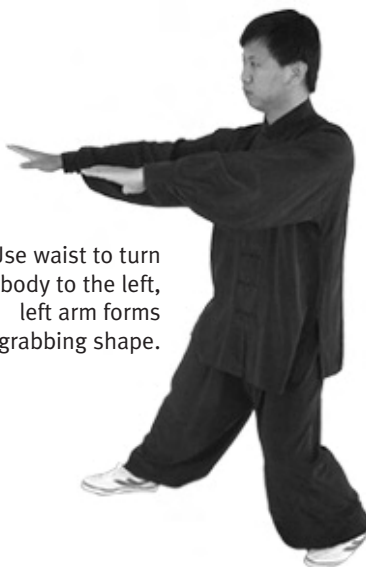 Use waist to turn
body to the left,
left arm forms
grabbing shape.